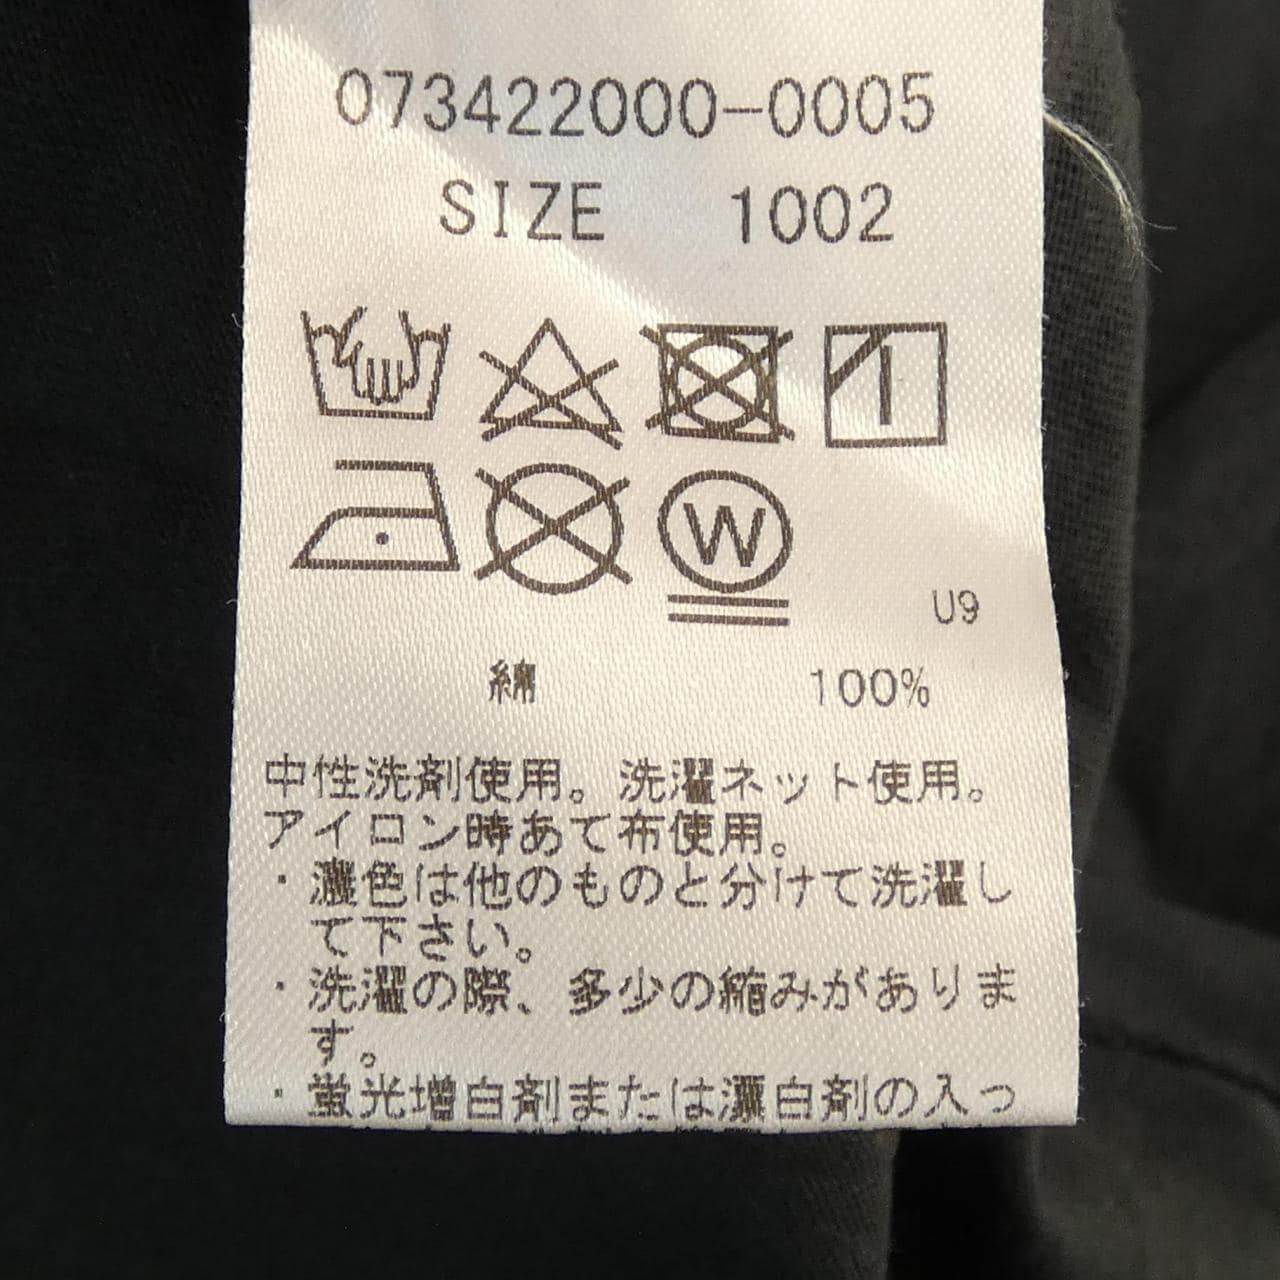 073422000-0005
SIZE 1002
W
U9
綿 100%
中性洗剤使用。洗濯ネット使用。
アイロン時あて布使用。
・濃色は他のものと分けて洗濯し
て下さい。
・洗濯の際、多少の縮みがありま
す。
・蛍光増白剤または漂白剤の入っ